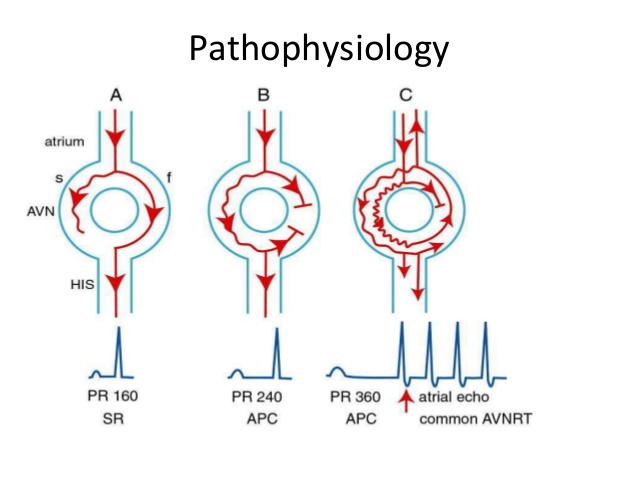 Pathophysiology
A B C
atrium
s f
AVN
HIS
PR 160 PR 240 PR 360 atrial echo
SR APC APC common AVNRT